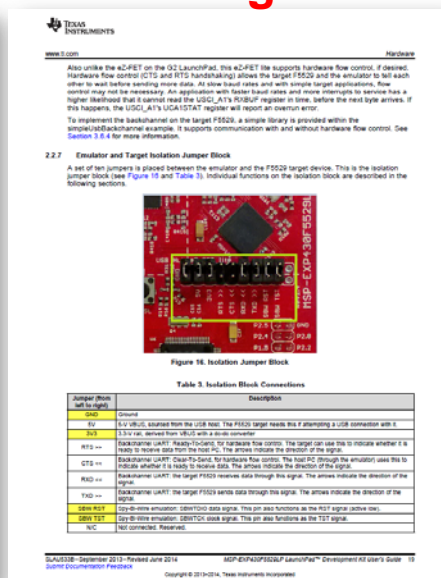 TEXAS
INSTRUMENTS
www.ti.com
Hardware
Also unlike the eZ-FET on the G2 LaunchPad, this eZ-FET lite supports hardware flow control, if desired.
Hardware flow control (CTS and RTS handshaking) allows the target F5529 and the emulator to tell each
other to wait before sending more data. At slow baud rates and with simple target applications, flow
control may not be necessary. An application with faster baud rates and more interrupts to service has a
higher likelihood that it cannot read the USCI_A1's RXBUF register in time, before the next byte arrives. If
this happens, the USCI_A1's UCA1STAT register will report an overrun error.
To implement the backchannel on the target F5529, a simple library is provided within the
simpleUsbBackchannel example. It supports communication with and without hardware flow control. See
Section 3.8.4 for more information.
2.2.7 Emulator and Target Isolation Jumper Block
A set of ten jumpers is placed between the emulator and the F5529 target device. This is the isolation
jumper block (see Figure 16 and Table 3). Individual functions on the isolation block are described in the
following sections.
USB
MSP-EXP430F5529L
P2.5
GND
P2.4
P2.0
P1.5
P2.2
Figure 16. Isolation Jumper Block
Table 3. Isolation Block Connections
Jumper (from left to right) Description
GND Ground
5V 5-V VBUS, sourced from the USB host. The F5529 target needs this if attempting a USB connection with it.
3V3 3.3-V rail, derived from VBUS with a dc-dc converter
RTS >> Backchannel UART: Ready-To-Send, for hardware flow control. The target can use this to indicate whether it is
ready to receive data from the host PC. The arrows indicate the direction of the signal.
CTS << Backchannel UART: Clear-To-Send, for hardware flow control. The host PC (through the emulator) uses this to
indicate whether it is ready to receive data. The arrows indicate the direction of the signal.
RXD << Backchannel UART: the target F5529 receives data through this signal. The arrows indicate the direction of the
signal.
TXD >> Backchannel UART: the target F5529 sends data through this signal. The arrows indicate the direction of the
signal.
SBW RST Spy-Bi-Wire emulation: SBWTDIO data signal. This pin also functions as the RST signal (active low).
SBW TST Spy-Bi-Wire emulation: SBWTCK clock signal. This pin also functions as the TST signal.
N/C Not connected. Reserved.
SLAU533B–September 2013–Revised June 2014 MSP-EXP430F5529LP LaunchPad™ Development Kit User's Guide 19
Submit Documentation Feedback
Copyright © 2013–2014, Texas Instruments Incorporated